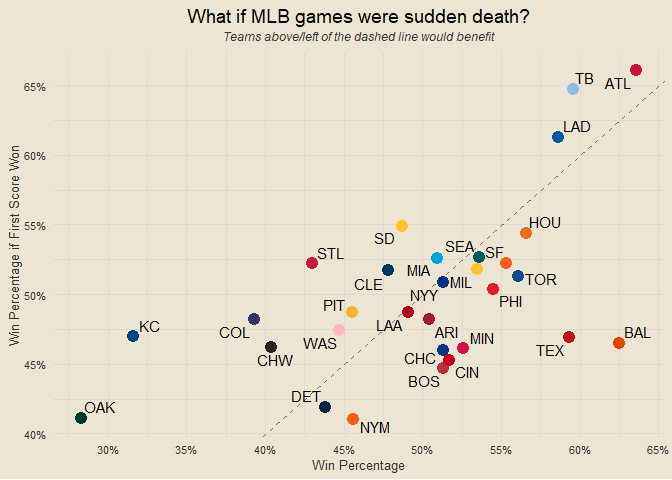 What if MLB games were sudden death?
Teams above/left of the dashed line would benefit
Win Percentage if First Score Won
65%
60%
55%
50%
45%
40%
TB
ATL
LAD
HOU
SD
SEA
SF
STL
CLE
MIA
MIL
TOR
NYY
PHI
PIT
KC
COL
WAS
LAA
ARI
MIN
BAL
CHW
CHC
TEX
CIN
BOS
DET
OAK
NYM
30%
35%
40%
45%
50%
55%
60%
65%
Win Percentage